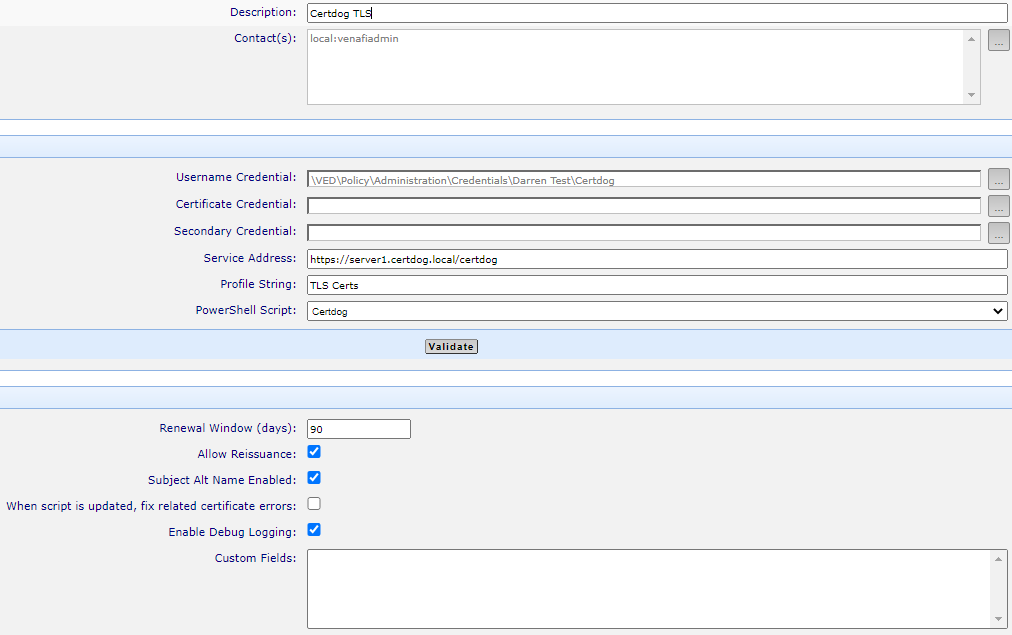 Description: Certdog TLS
Contact(s): local:venafiadmin
...
Username Credential: \VED\Policy\Administration\Credentials\Darren Test\Certdog ...
Certificate Credential: ...
Secondary Credential: ...
Service Address: https://server1.certdog.local/certdog
Profile String: TLS Certs
PowerShell Script: Certdog
Validate
Renewal Window (days): 90
Allow Reissuance:
Subject Alt Name Enabled:
When script is updated, fix related certificate errors:
Enable Debug Logging:
Custom Fields: